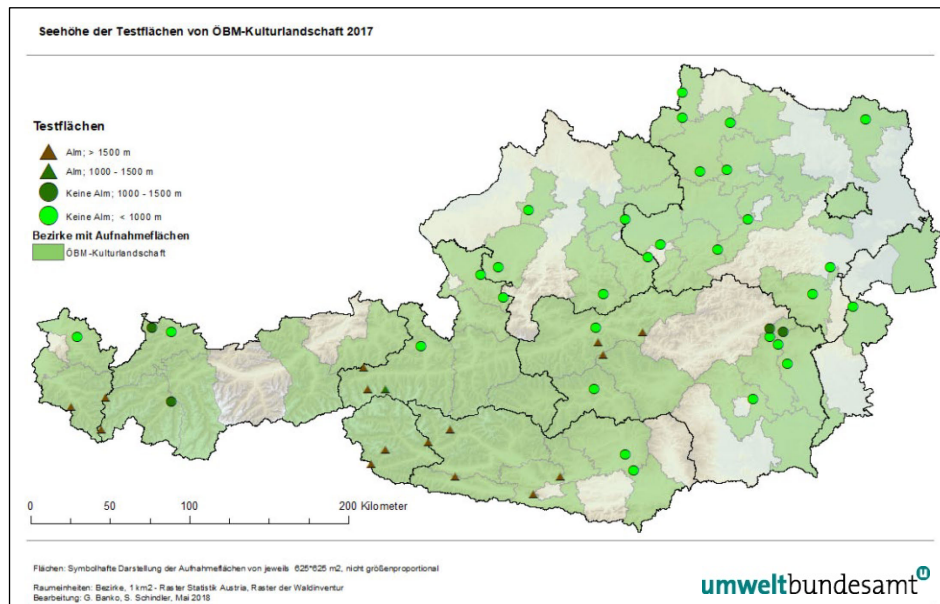 Seehöhe der Testflächen von ÖBM-Kulturlandschaft 2017
Testflächen
Alm; > 1500 m
Alm; 1000 - 1500 m
Keine Alm; 1000 - 1500 m
Keine Alm; < 1000 m
Bezirke mit Aufnahmeflächen
ÖBM-Kulturlandschaft
0 50 100 200 Kilometer
Flächen: Symbolhafte Darstellung der Aufnahmeflächen von jeweils 625*625 m2, nicht größenproportional
Raumeinheiten: Bezirke, 1 km2 - Raster Statistik Austria, Raster der Waldinventur
Bearbeitung: G. Banko, S. Schindler, Mai 2018
umweltbundesamt U